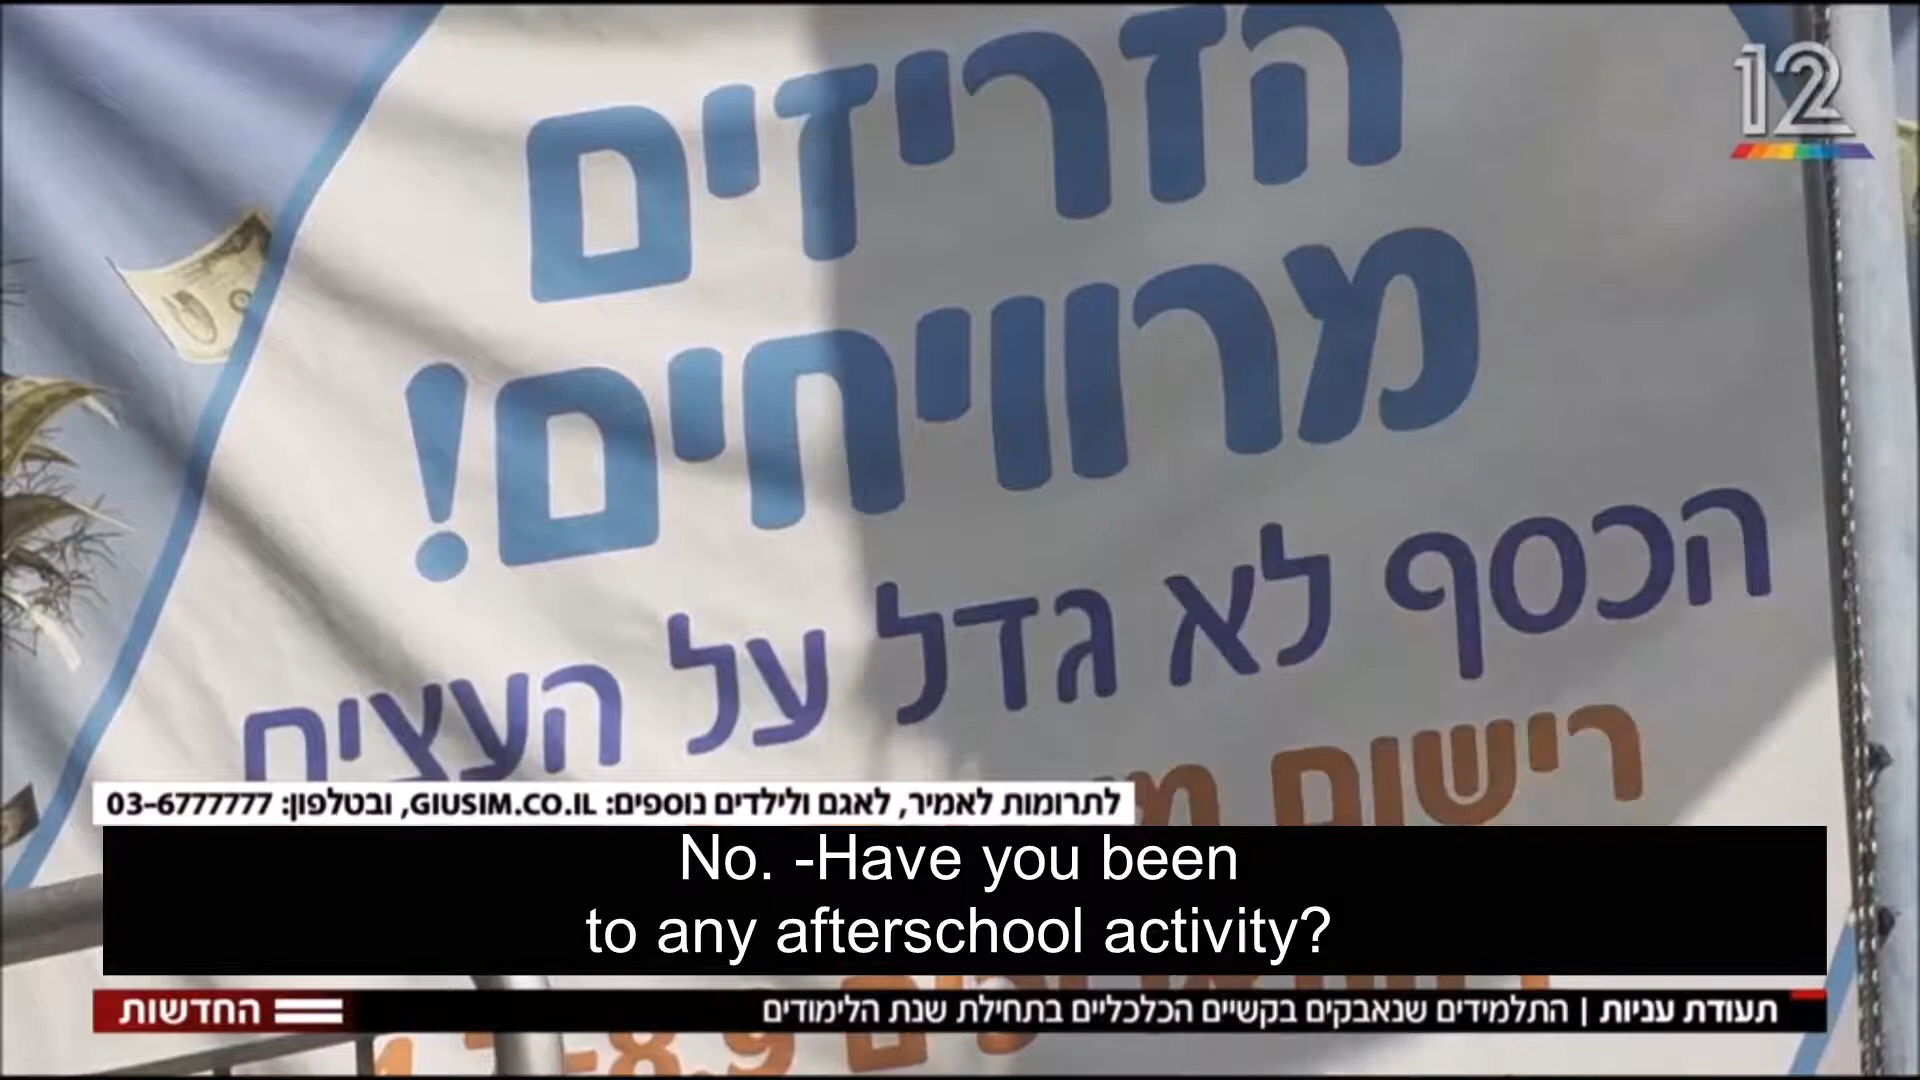 12
הזריזים
מרוויחים!
הכסף לא גדל על העצים
רישום
לתרומות לאמיר, לאגם ולילדים נוספים: GIUSIM.CO.IL, ובטלפון: 03-6777777
No. -Have you been
to any afterschool activity?
תעודת עניות | התלמידים שנאבקים בקשיים הכלכליים בתחילת שנת הלימודים
החדשות